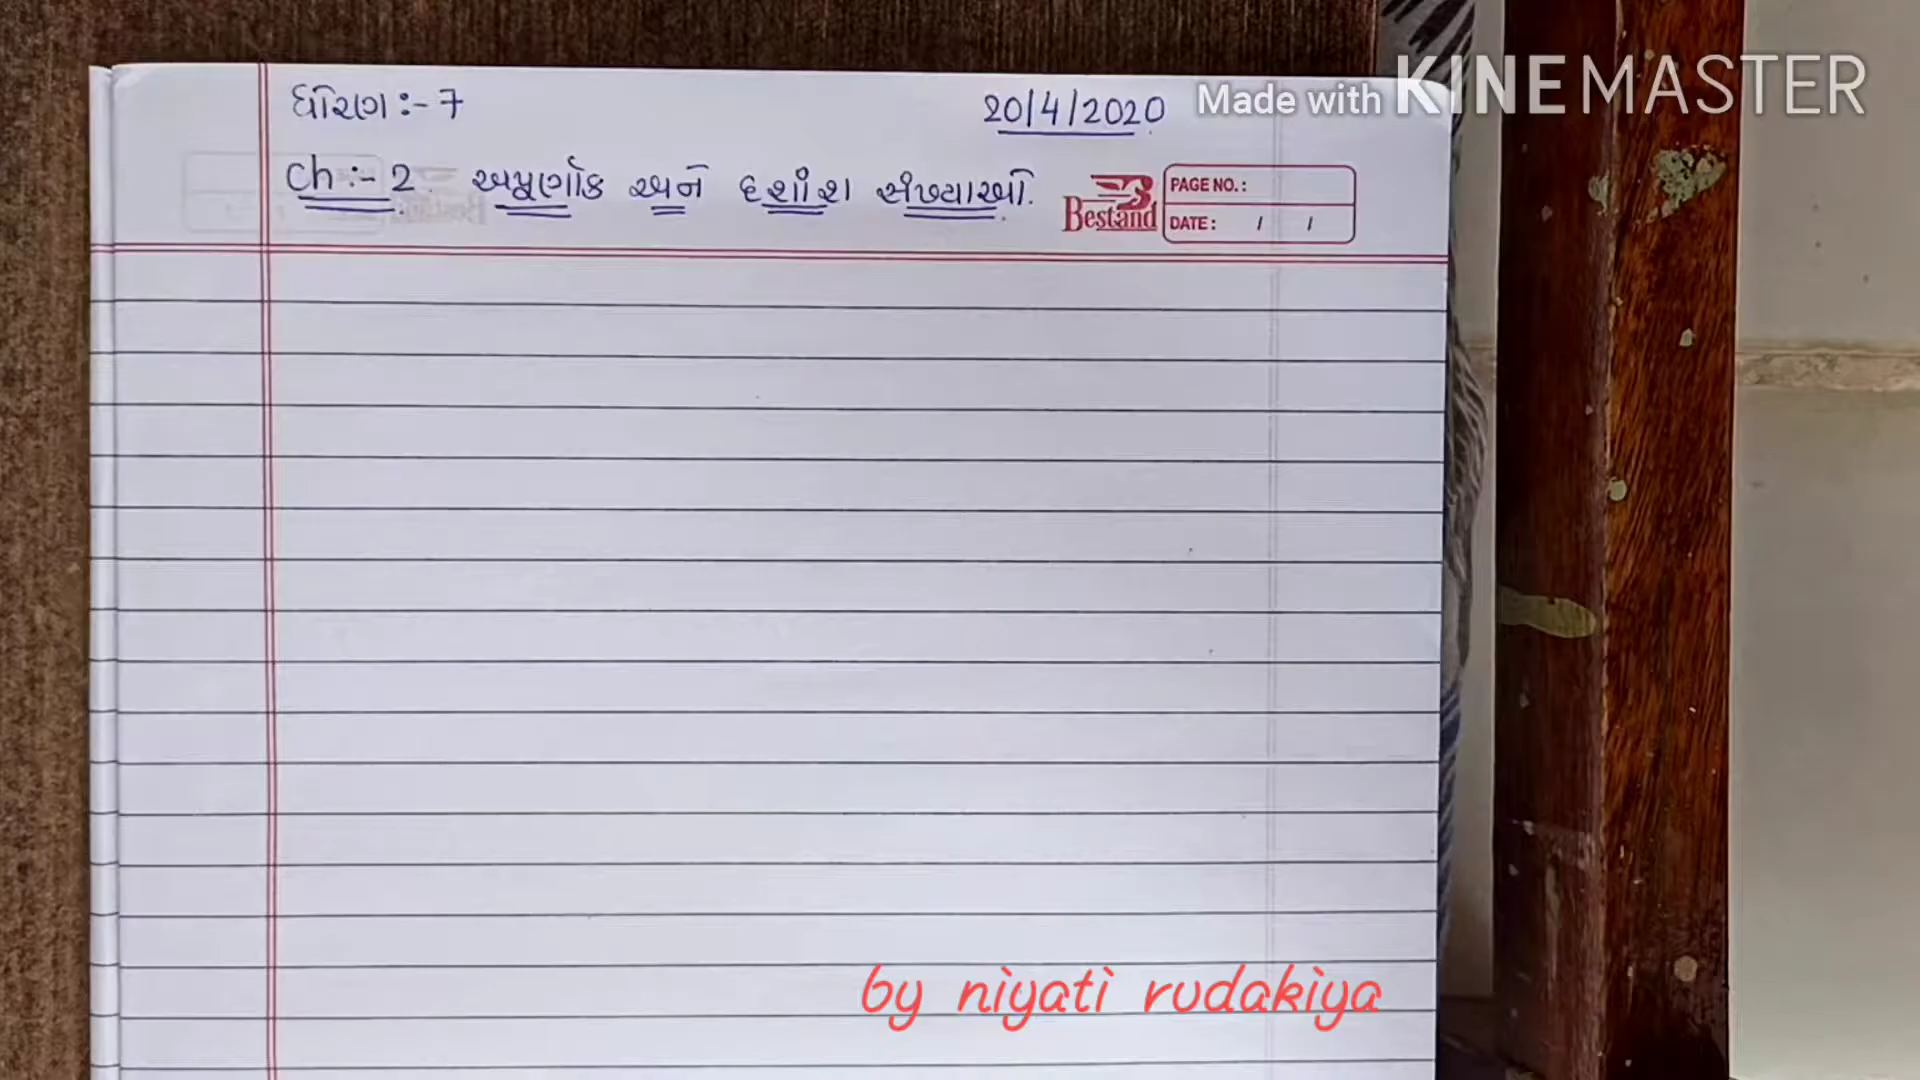 ધોરણ :- 7
20/4/2020
Made with KINEMASTER
Ch :- 2. અપૂર્ણાંક અને દશાંશ સંખ્યાઓ.
Bestand
PAGE NO. :
DATE : / /
by niyati rudakiya